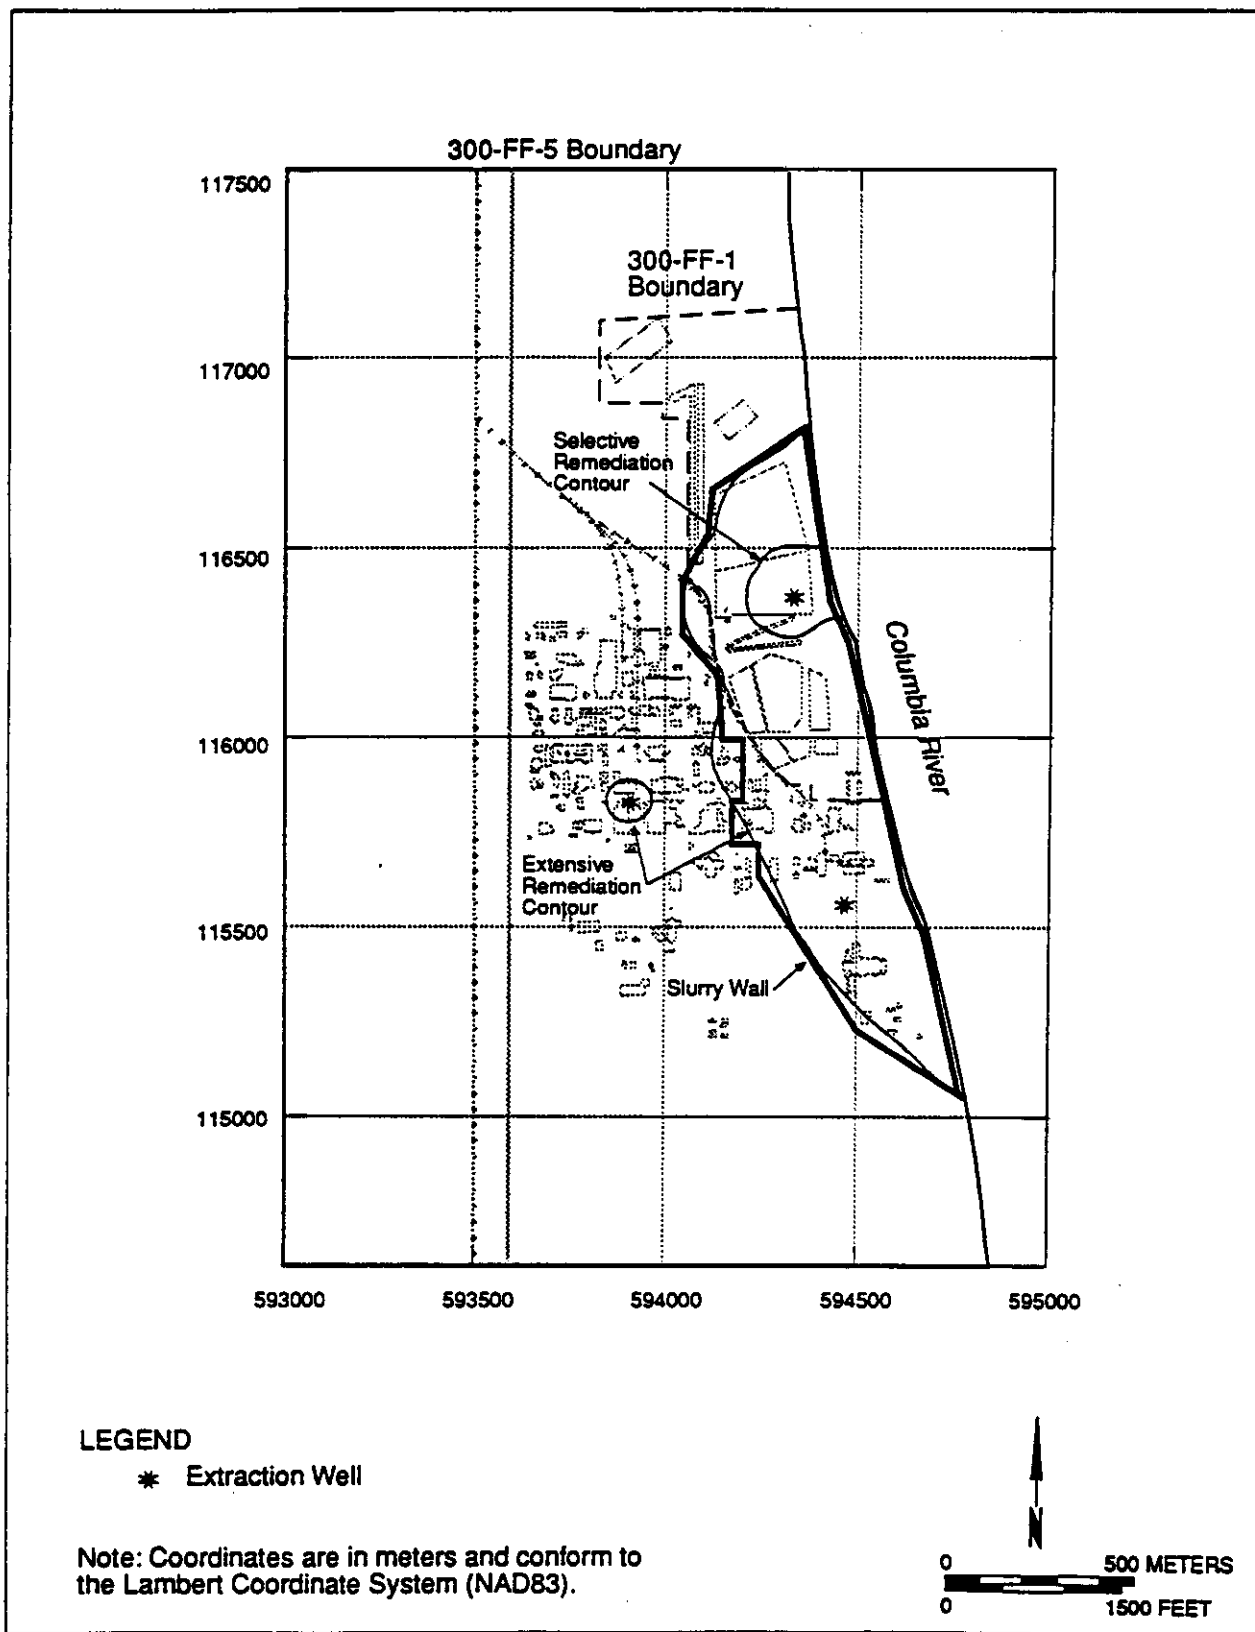 300-FF-5 Boundary
117500
300-FF-1
Boundary
117000
Selective
Remediation
Contour
116500
Columbia River
116000
Extensive
Remediation
Contour
115500
Slurry Wall
115000
593000
593500
594000
594500
595000
LEGEND
Extraction Well
N
Note: Coordinates are in meters and conform to
the Lambert Coordinate System (NAD83).
0
500 METERS
0
1500 FEET